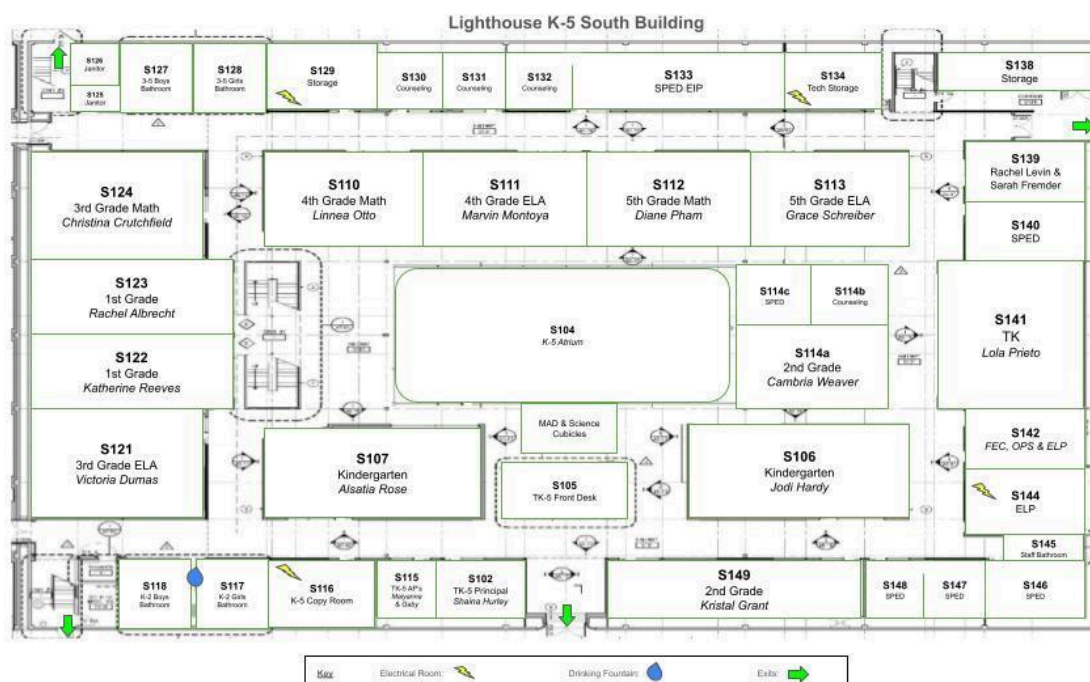 Lighthouse K-5 South Building
S126
Janitor
S125
Janitor
S127
3-5 Boys
Bathroom
S128
3-5 Girls
Bathroom
S129
Storage
S130
Counseling
S131
Counseling
S132
Counseling
S133
SPED EIP
S134
Tech Storage
S138
Storage
S124
3rd Grade Math
Christina Crutchfield
S110
4th Grade Math
Linnea Otto
S111
4th Grade ELA
Marvin Montoya
S112
5th Grade Math
Diane Pham
S113
5th Grade ELA
Grace Schreiber
S139
Rachel Levin &
Sarah Fremder
S140
SPED
S123
1st Grade
Rachel Albrecht
S104
K-5 Atrium
S114c
SPED
S114b
Counseling
S141
TK
Lola Prieto
S122
1st Grade
Katherine Reeves
S114a
2nd Grade
Cambria Weaver
S121
3rd Grade ELA
Victoria Dumas
S107
Kindergarten
Alsatia Rose
MAD & Science
Cubicles
S105
TK-5 Front Desk
S106
Kindergarten
Jodi Hardy
S142
FEC, OPS & ELP
S144
ELP
S145
Staff Bathroom
S118
K-2 Boys
Bathroom
S117
K-2 Girls
Bathroom
S116
K-5 Copy Room
S115
TK-5 AP's
Maiyanne
& Gaby
S102
TK-5 Principal
Shaina Hurley
S149
2nd Grade
Kristal Grant
S148
SPED
S147
SPED
S146
SPED
Key
Electrical Room:
Drinking Fountain:
Exits: